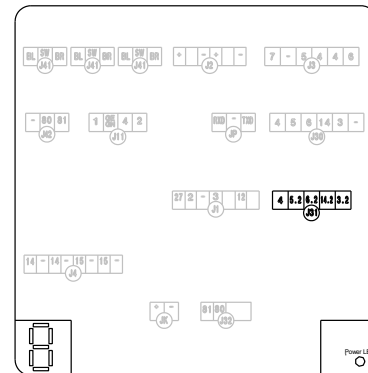 BL SW BR BL SW BR BL SW BR + - + - 7 - 5 4 4 6
J41 J41 J41 J2 J3
- 80 81 1 4 2 RXD - TXD 4 5 6 14 3 -
J42 J11 JP J30
27 2 - 3 12 4 5.2 6.2 14.2 3.2
J1 J31
14 - 14 - 15 - 15 -
J4
+ - 81 80
JK J32
Power LE